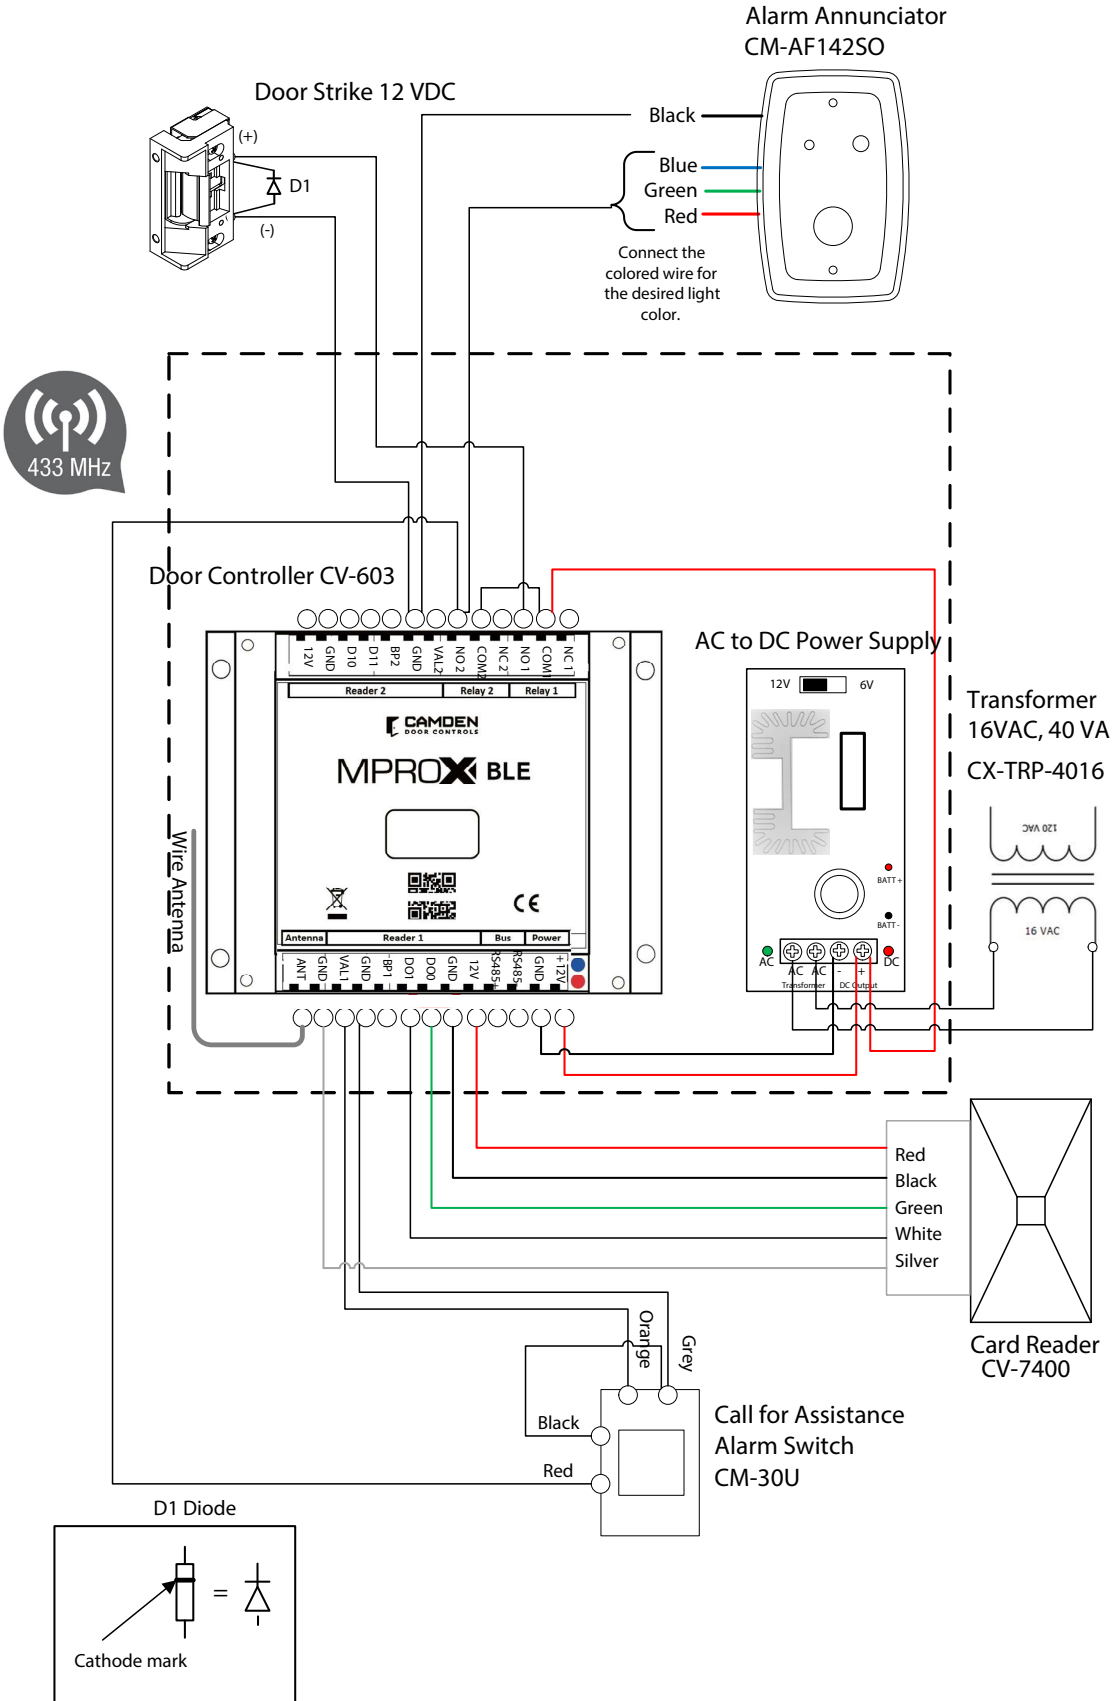 Alarm Annunciator
CM-AF142SO
Door Strike 12 VDC
(+)
D1
(-)
Black
Blue
Green
Red
Connect the
colored wire for
the desired light
color.
433 MHz
Door Controller CV-603
12V
GND
D10
D11
BP2
GND
VAL2
NO 2
COM2
NC 2
NO 1
COM1
NC 1
Reader 2
Relay 2
Relay 1
CAMDEN
DOOR CONTROLS
MPROX BLE
CE
Wire Antenna
Antenna
Reader 1
Bus
Power
ANT
GND
VAL1
GND
BP1
DO1
DO0
GND
12V
RS485+
RS485-
GND
+12V
AC to DC Power Supply
12V
6V
BATT +
BATT -
AC
AC
AC
-
+
DC
Transformer
DC Output
Transformer
16VAC, 40 VA
CX-TRP-4016
120 VAC
16 VAC
Red
Black
Green
White
Silver
Card Reader
CV-7400
Orange
Grey
Black
Red
Call for Assistance
Alarm Switch
CM-30U
D1 Diode
=
Cathode mark